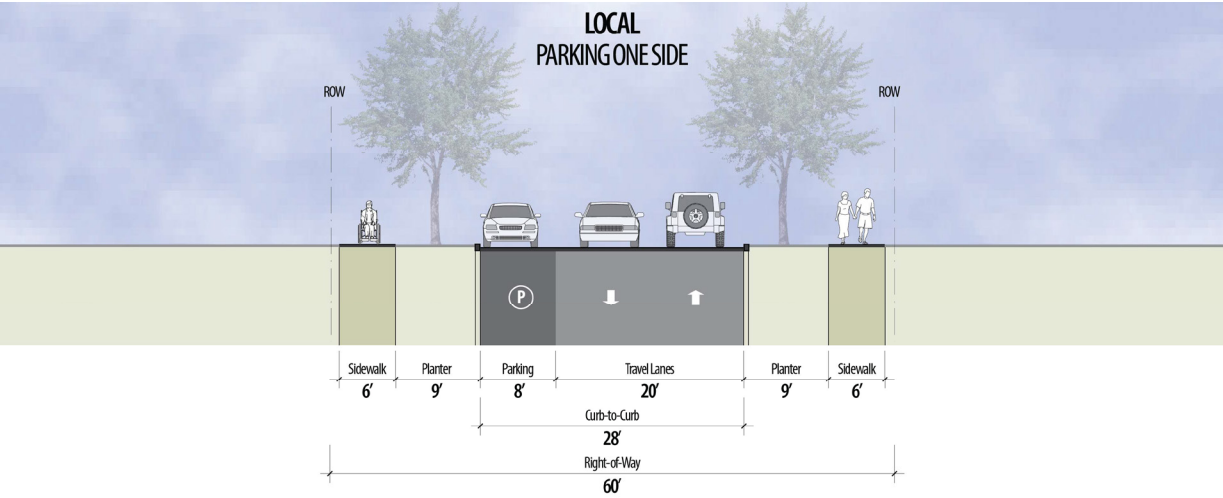 LOCAL
PARKING ONE SIDE
ROW
ROW
P
Sidewalk
Planter
Parking
Travel Lanes
Planter
Sidewalk
6’
9’
8’
20’
9’
6’
Curb-to-Curb
28’
Right-of-Way
60’